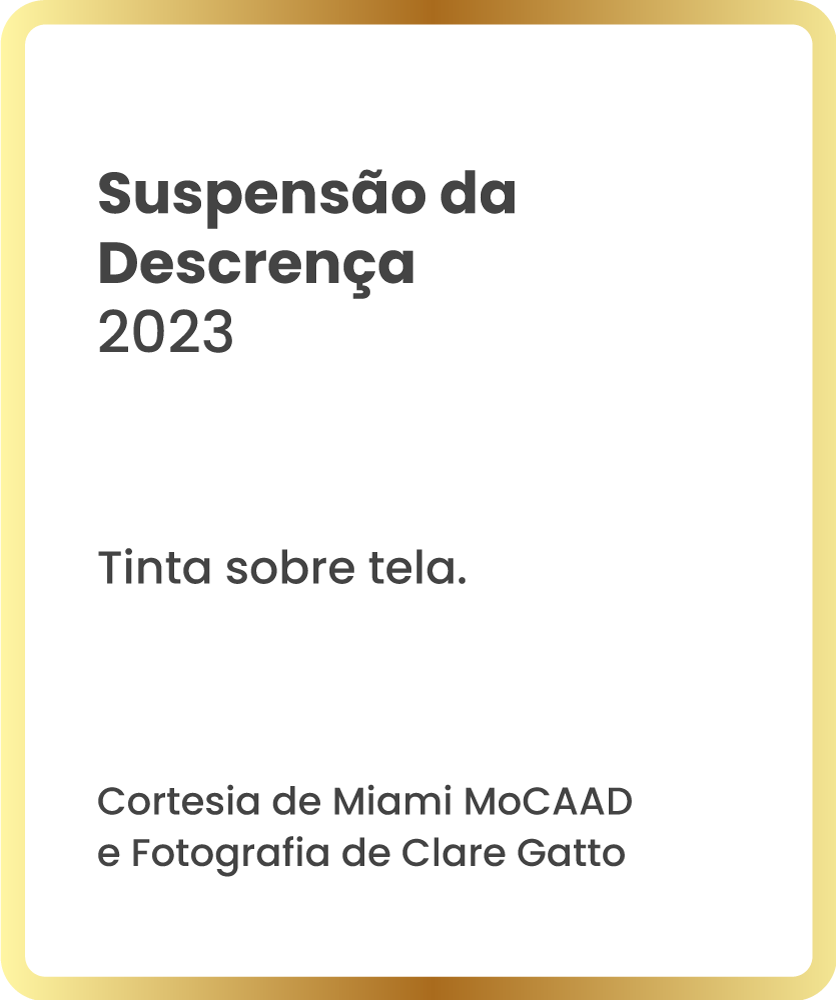 Suspensão da
Descrença
2023
Tinta sobre tela.
Cortesia de Miami MoCAAD
e Fotografia de Clare Gatto